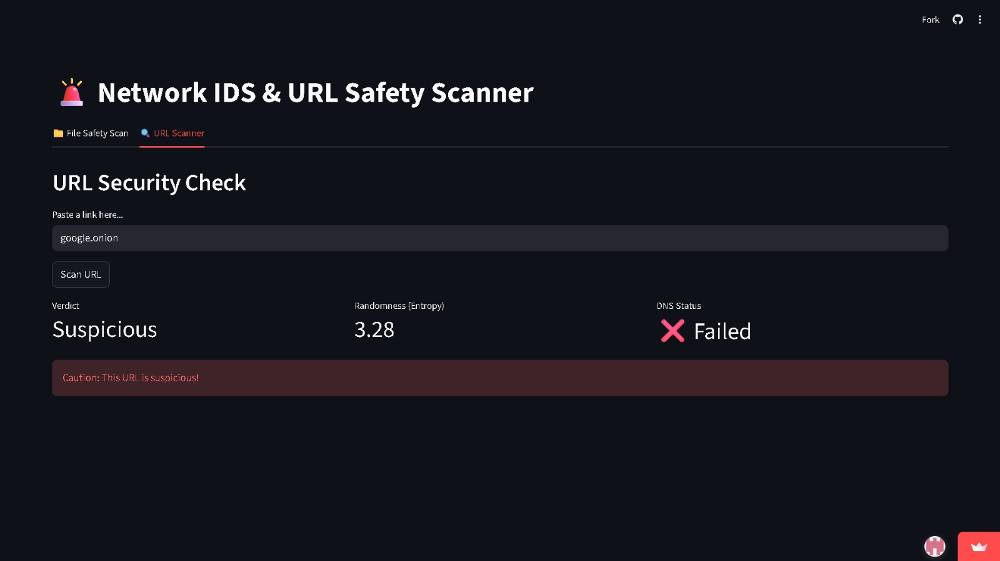 Fork
Network IDS & URL Safety Scanner
File Safety Scan
URL Scanner
URL Security Check
Paste a link here...
google.onion
Scan URL
Verdict
Suspicious
Randomness (Entropy)
3.28
DNS Status
Failed
Caution: This URL is suspicious!